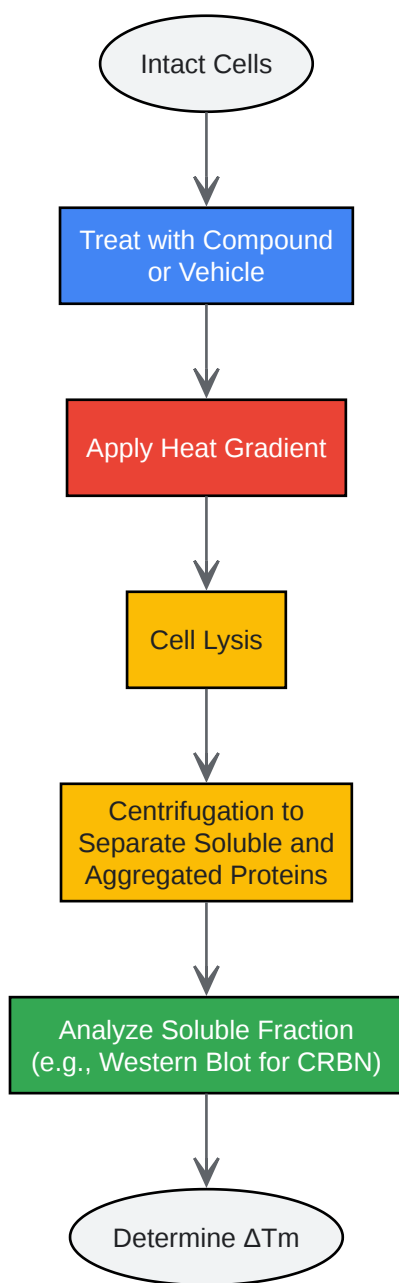 Intact Cells
Treat with Compound
or Vehicle
Apply Heat Gradient
Cell Lysis
Centrifugation to
Separate Soluble and
Aggregated Proteins
Analyze Soluble Fraction
(e.g., Western Blot for CRBN)
Determine ΔTm